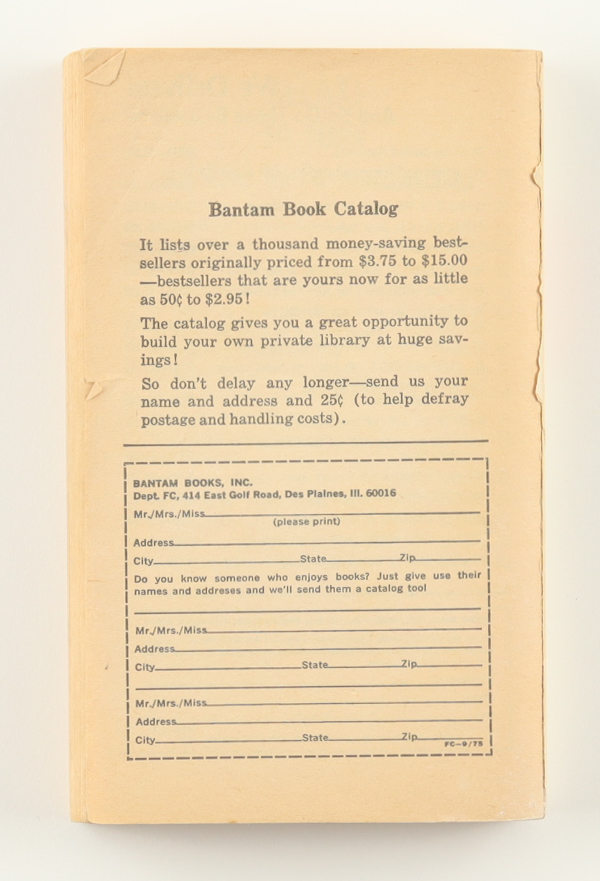 Bantam Book Catalog
It lists over a thousand money-saving best-
sellers originally priced from $3.75 to $15.00
—bestsellers that are yours now for as little
as 50¢ to $2.95!
The catalog gives you a great opportunity to
build your own private library at huge sav-
ings!
So don't delay any longer—send us your
name and address and 25¢ (to help defray
postage and handling costs).
BANTAM BOOKS, INC.
Dept. FC, 414 East Golf Road, Des Plaines, Ill. 60016
Mr./Mrs./Miss
(please print)
Address
City State Zip
Do you know someone who enjoys books? Just give use their
names and addreses and we'll send them a catalog tool
Mr./Mrs./Miss
Address
City State Zip
Mr./Mrs./Miss
Address
City State Zip
FC—9/75